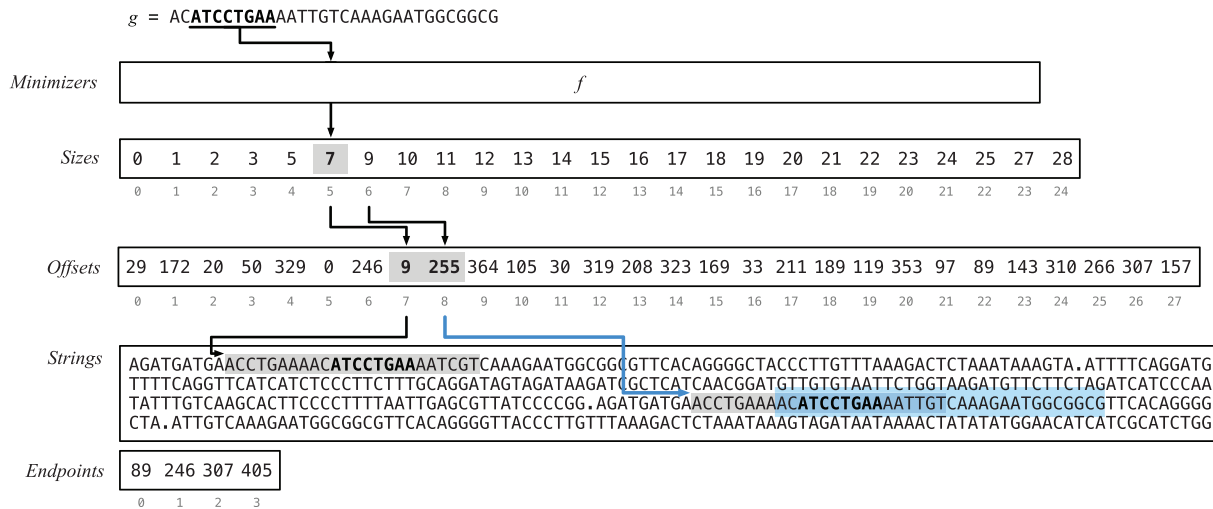 g = ACATCCTGAAAATTGTCAAAGAATGGCGGCG
Minimizers f
Sizes 0 1 2 3 5 7 9 10 11 12 13 14 15 16 17 18 19 20 21 22 23 24 25 27 28
0 1 2 3 4 5 6 7 8 9 10 11 12 13 14 15 16 17 18 19 20 21 22 23 24
Offsets 29 172 20 50 329 0 246 9 255 364 105 30 319 208 323 169 33 211 189 119 353 97 89 143 310 266 307 157
0 1 2 3 4 5 6 7 8 9 10 11 12 13 14 15 16 17 18 19 20 21 22 23 24 25 26 27
Strings AGATGATGAACCTGAAAACATCCTGAAAATCGTCAAAGAATGGCGGCGTTCACAGGGGCTACCCTTGTTTAAAGACTCTAAATAAAGTA.ATTTTCAGGATG
TTTTCAGGTTCATCATCTCCCTTCTTTGCAGGATAGTAGATAAGATCGCTCATCAACGGATGTTGTGTAATTTCTGGTAAGATGTTCTTCTAGATCATCCCAA
TATTTGTCAAGCACTTCCCCTTTTAATTGAGCGTTATCCCCGG.AGATGATGAACCTGAAAACATCCTGAAAATTGTCAAAGAATGGCGGCGTTCACAGGGG
CTA.ATTGTCAAAGAATGGCGGCGTTCACAGGGGTTACCCTTGTTTAAAGACTCTAAATAAAGTAGATAATAAAACTATATATGGAACATCATCGCATCTGG
Endpoints 89 246 307 405
0 1 2 3